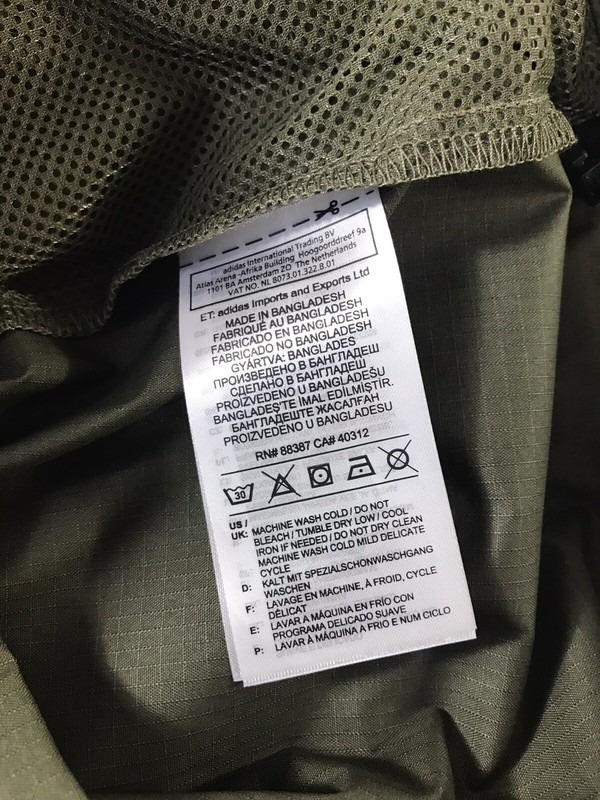 adidas International Trading BV
Atlas Arena -Afrika Building Hoogoorddreef 9a
1101 BA Amsterdam ZO The Netherlands
VAT NO. NL 8073.01.322.B.01
ET: adidas Imports and Exports Ltd
MADE IN BANGLADESH
FABRIQUÉ AU BANGLADESH
FABRICADO EN BANGLADESH
FABRICADO NO BANGLADESH
GYÁRTVA: BANGLADES
ПРОИЗВЕДЕНО В БАНГЛАДЕШ
СДЕЛАНО В БАНГЛАДЕШ
PROIZVEDENO U BANGLADEŠU
BANGLADEŞ'TE IMAL EDİLMİŞTİR.
БАНГЛАДЕШТЕ ЖАСАЛҒАН
PROIZVEDENO U BANGLADESU
RN# 88387 CA# 40312
30
US /
UK: MACHINE WASH COLD / DO NOT
BLEACH / TUMBLE DRY LOW / COOL
IRON IF NEEDED / DO NOT DRY CLEAN
MACHINE WASH COLD MILD DELICATE
CYCLE
D: KALT MIT SPEZIALSCHONWASCHGANG
WASCHEN
F: LAVAGE EN MACHINE, À FROID, CYCLE
DÉLICAT
E: LAVAR A MÁQUINA EN FRÍO CON
PROGRAMA DELICADO SUAVE
P: LAVAR À MÁQUINA A FRIO E NUM CICLO